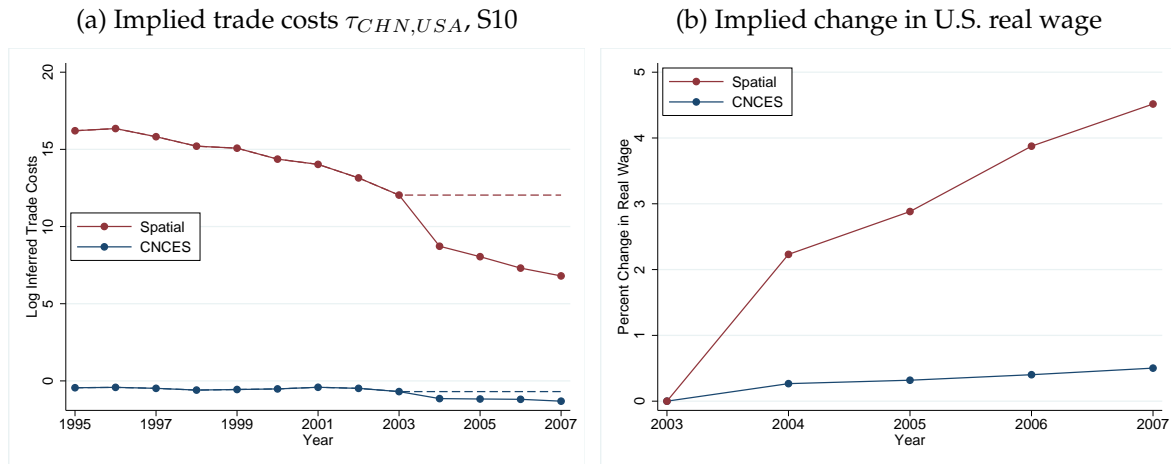 (a) Implied trade costs τCHN,USA, S10
Log Inferred Trade Costs
20
15
10
5
0
Spatial
CNCES
1995
1997
1999
2001
2003
2005
2007
Year
(b) Implied change in U.S. real wage
Percent Change in Real Wage
5
4
3
2
1
0
Spatial
CNCES
2003
2004
2005
2006
2007
Year